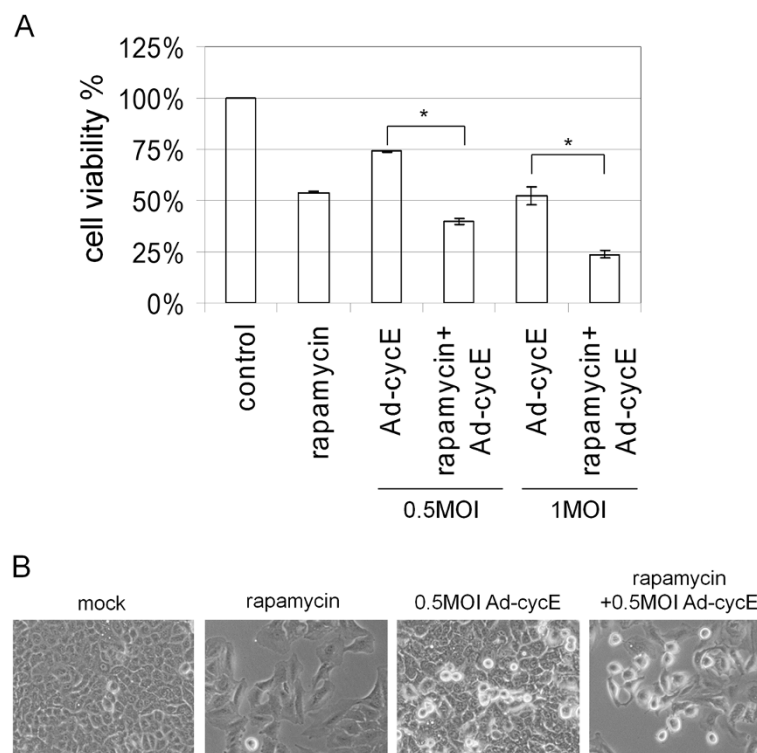 A
125%
100%
75%
50%
25%
0%
cell viability %
*
*
control
rapamycin
Ad-cycE
rapamycin+
Ad-cycE
Ad-cycE
rapamycin+
Ad-cycE
0.5MOI
1MOI
B
mock
rapamycin
0.5MOI Ad-cycE
rapamycin
+0.5MOI Ad-cycE